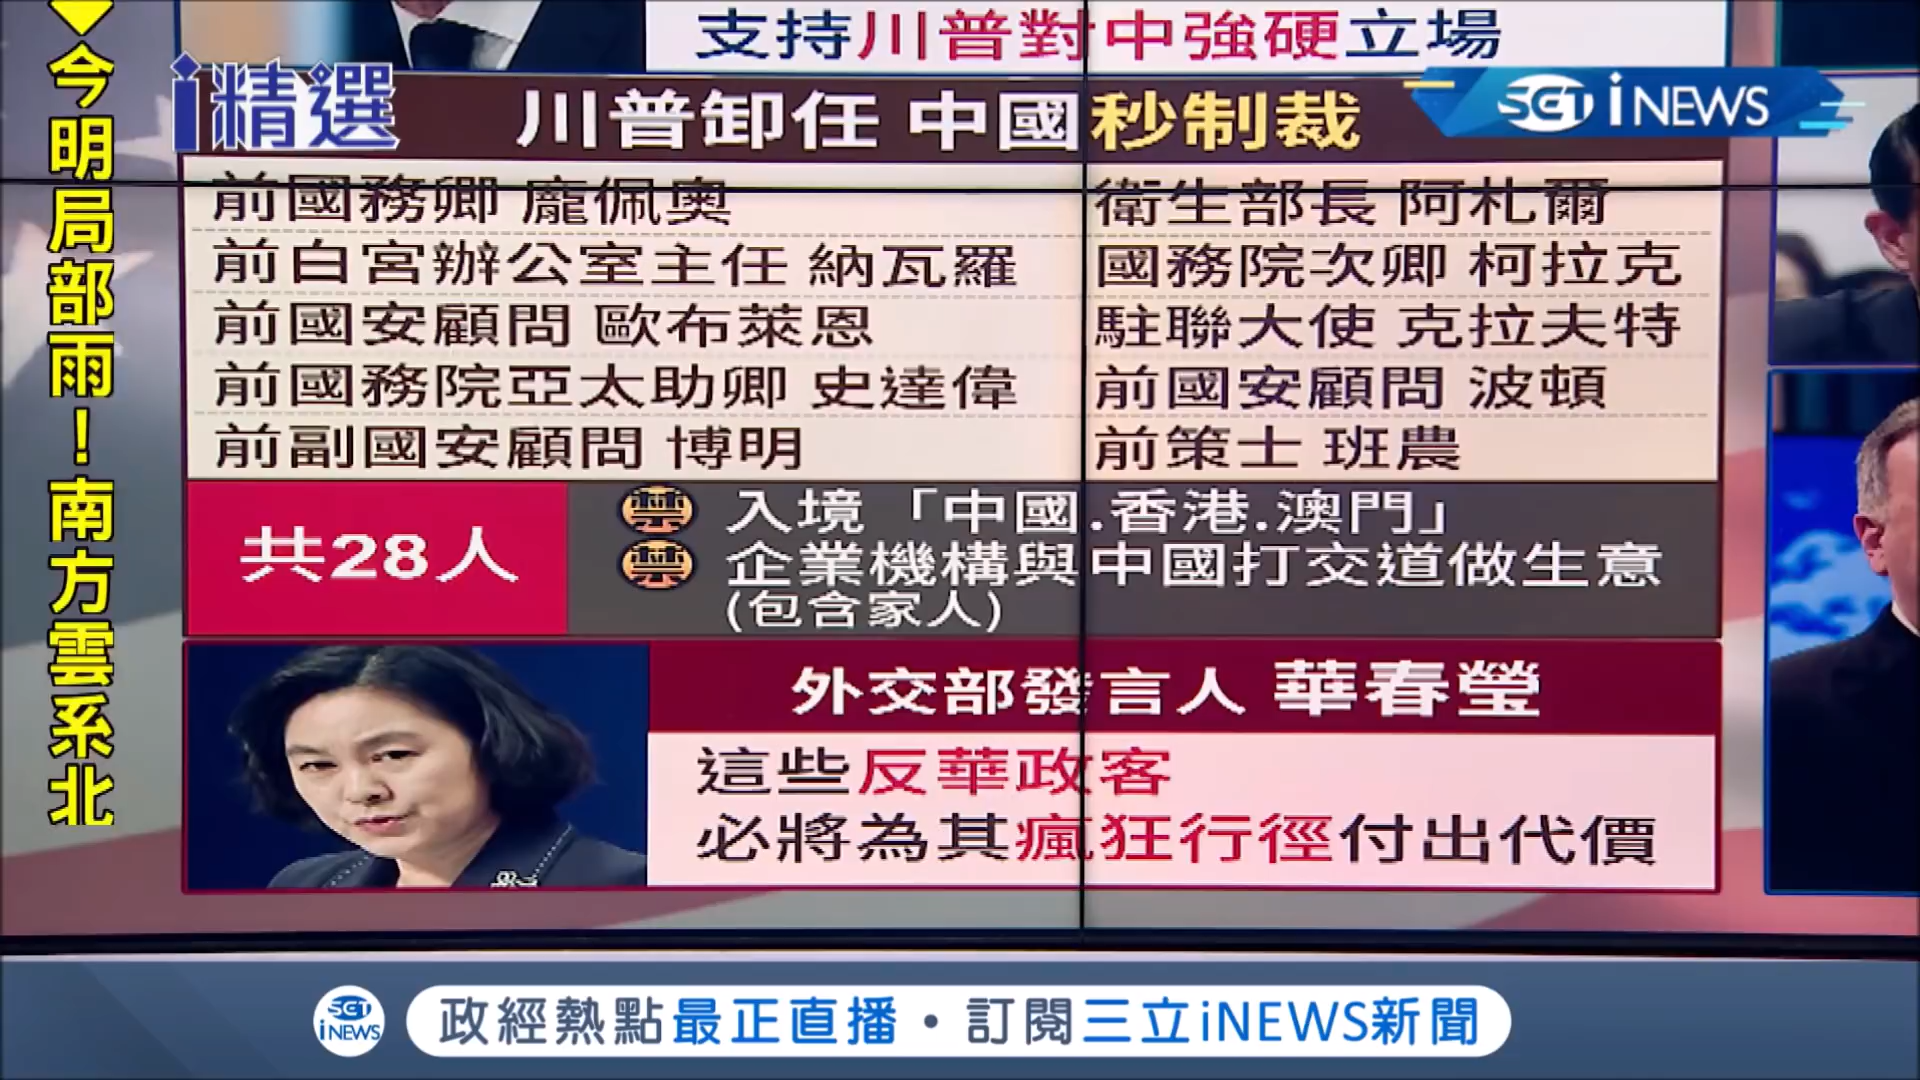 ◆今明局部雨！南方雲系北
支持川普對中強硬立場
i精選
川普卸任 中國秒制裁
SET iNEWS
前國務卿 龐佩奧
衛生部長 阿札爾
前白宮辦公室主任 納瓦羅
國務院次卿 柯拉克
前國安顧問 歐布萊恩
駐聯大使 克拉夫特
前國務院亞太助卿 史達偉
前國安顧問 波頓
前副國安顧問 博明
前策士 班農
共28人
禁 入境「中國.香港.澳門」
禁 企業機構與中國打交道做生意
(包含家人)
外交部發言人 華春瑩
這些反華政客
必將為其瘋狂行徑付出代價
SET iNEWS
政經熱點最正直播・訂閱三立iNEWS新聞